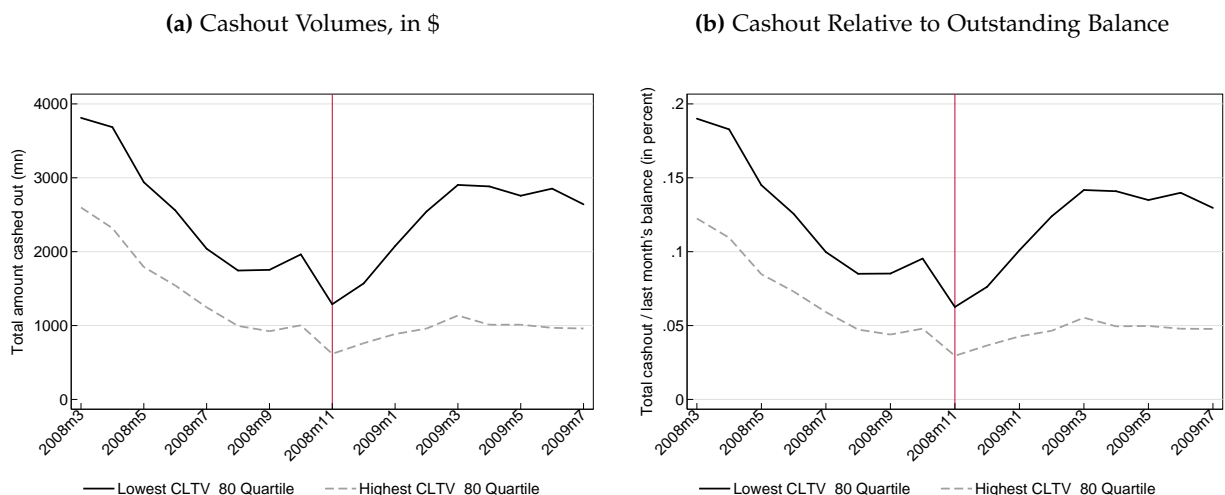 (a) Cashout Volumes, in $
Total amount cashed out (mn)
4000
3000
2000
1000
0
2008m3
2008m5
2008m7
2008m9
2008m11
2009m1
2009m3
2009m5
2009m7
Lowest CLTV 80 Quartile
Highest CLTV 80 Quartile
(b) Cashout Relative to Outstanding Balance
Total cashout / last month's balance (in percent)
.2
.15
.1
.05
0
2008m3
2008m5
2008m7
2008m9
2008m11
2009m1
2009m3
2009m5
2009m7
Lowest CLTV 80 Quartile
Highest CLTV 80 Quartile